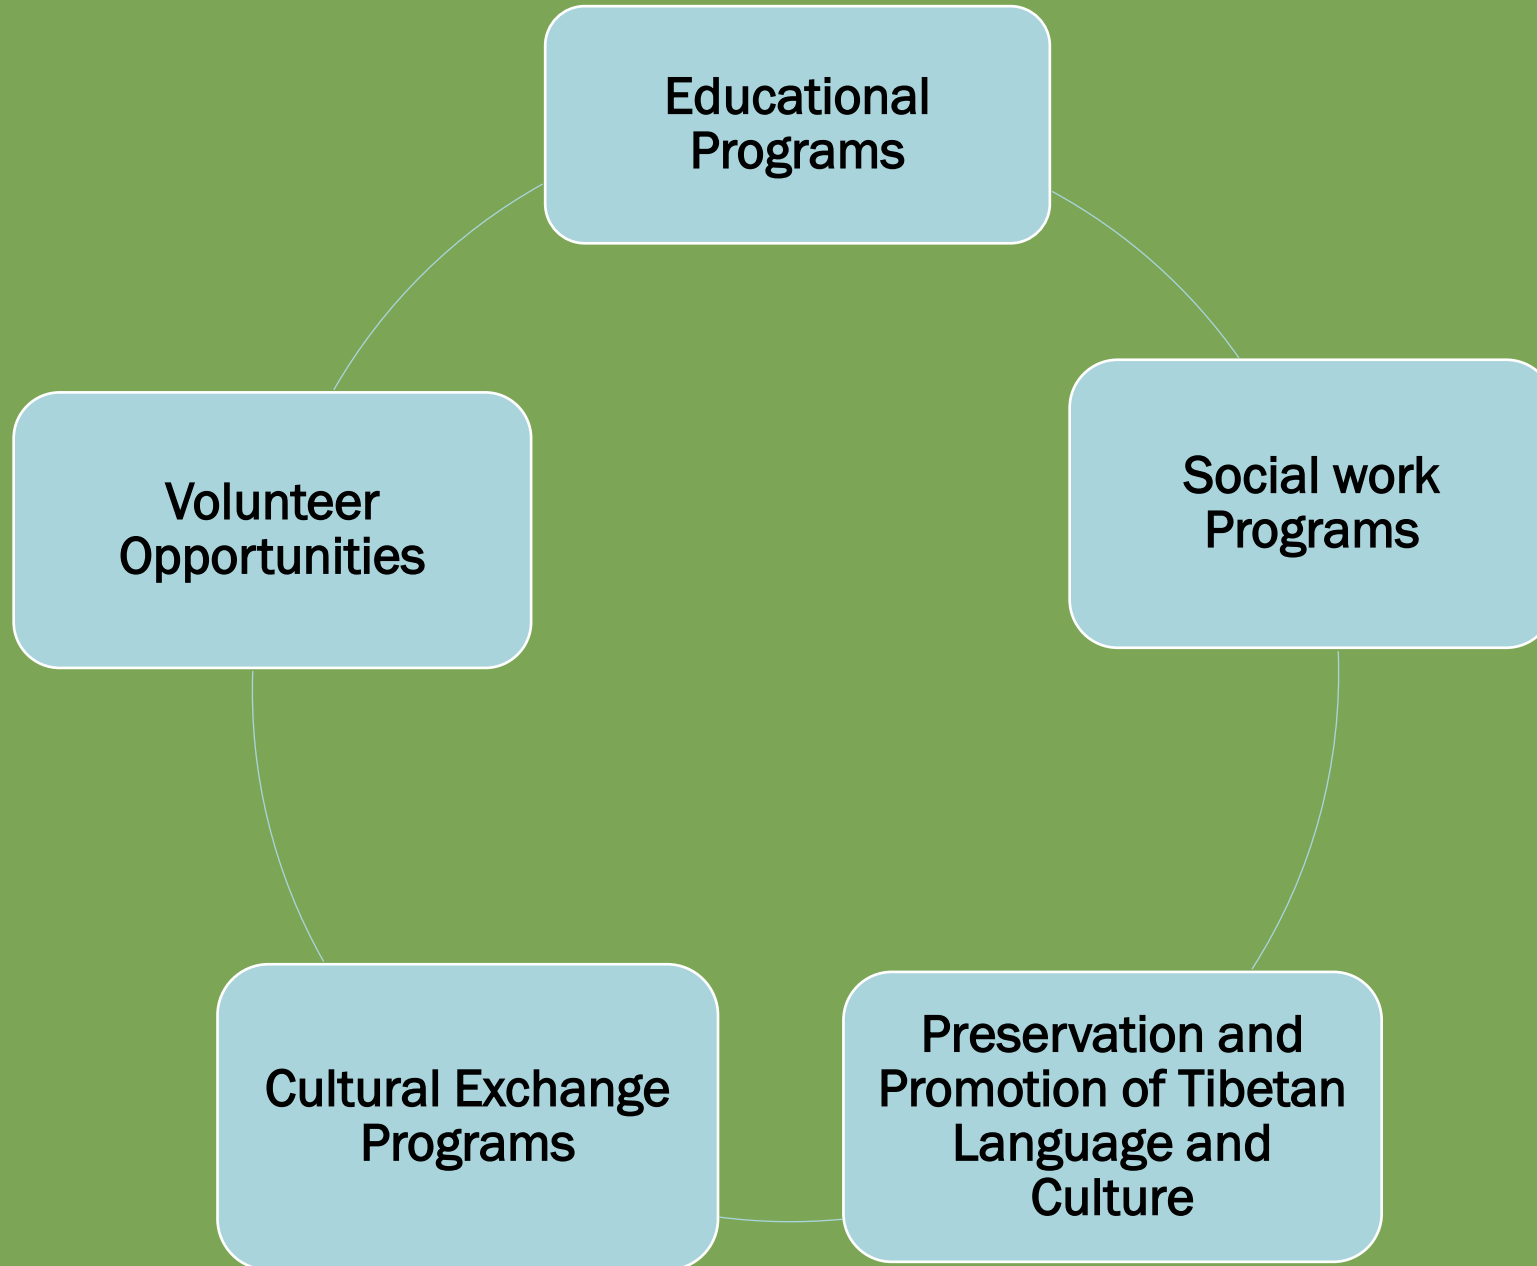 Educational
Programs
Social work
Programs
Preservation and
Promotion of Tibetan
Language and
Culture
Cultural Exchange
Programs
Volunteer
Opportunities